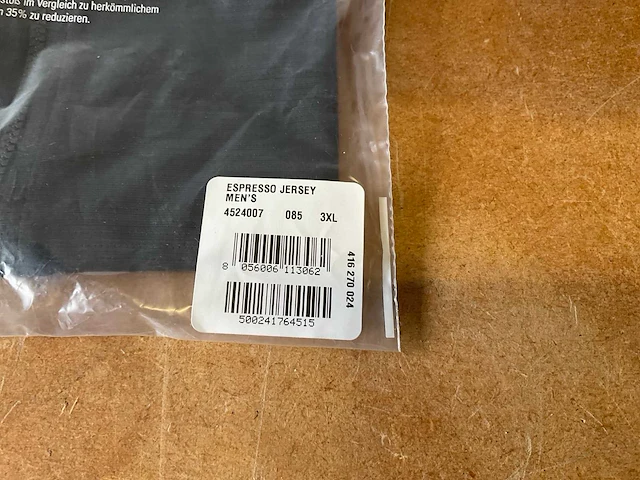 im Vergleich zu herkömmlichem
35% zu reduzieren.
ESPRESSO JERSEY
MEN'S
4524007 085 3XL
8 056006 113062
416 270 024
500241764515